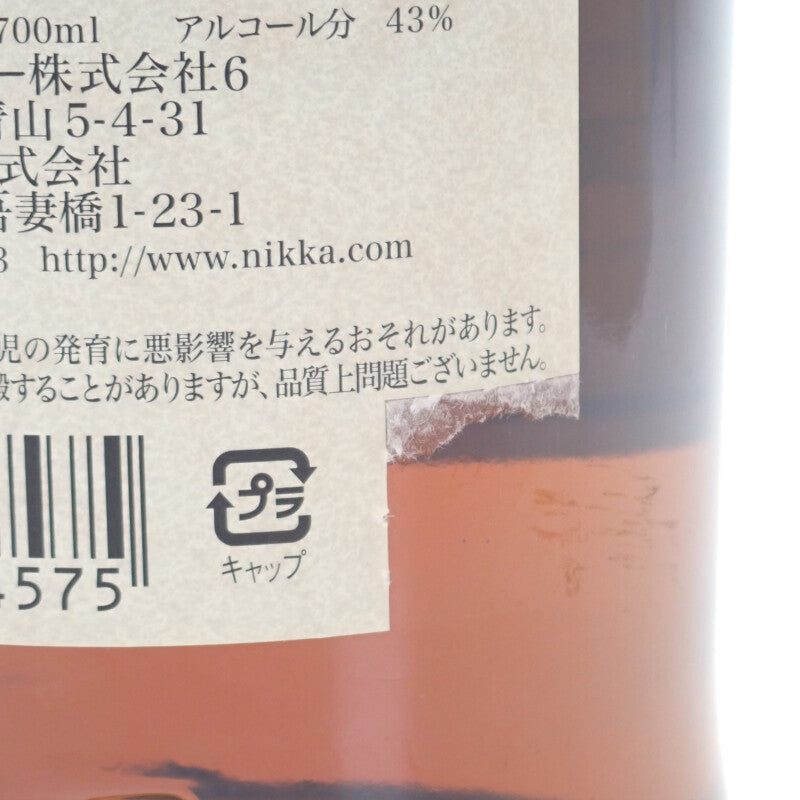 700ml アルコール分 43%
ー株式会社6
青山5-4-31
式会社
吾妻橋1-23-1
3 http://www.nikka.com
児の発育に悪影響を与えるおそれがあります。
することがありますが、品質上問題ございません。
プラ
キャップ
4575